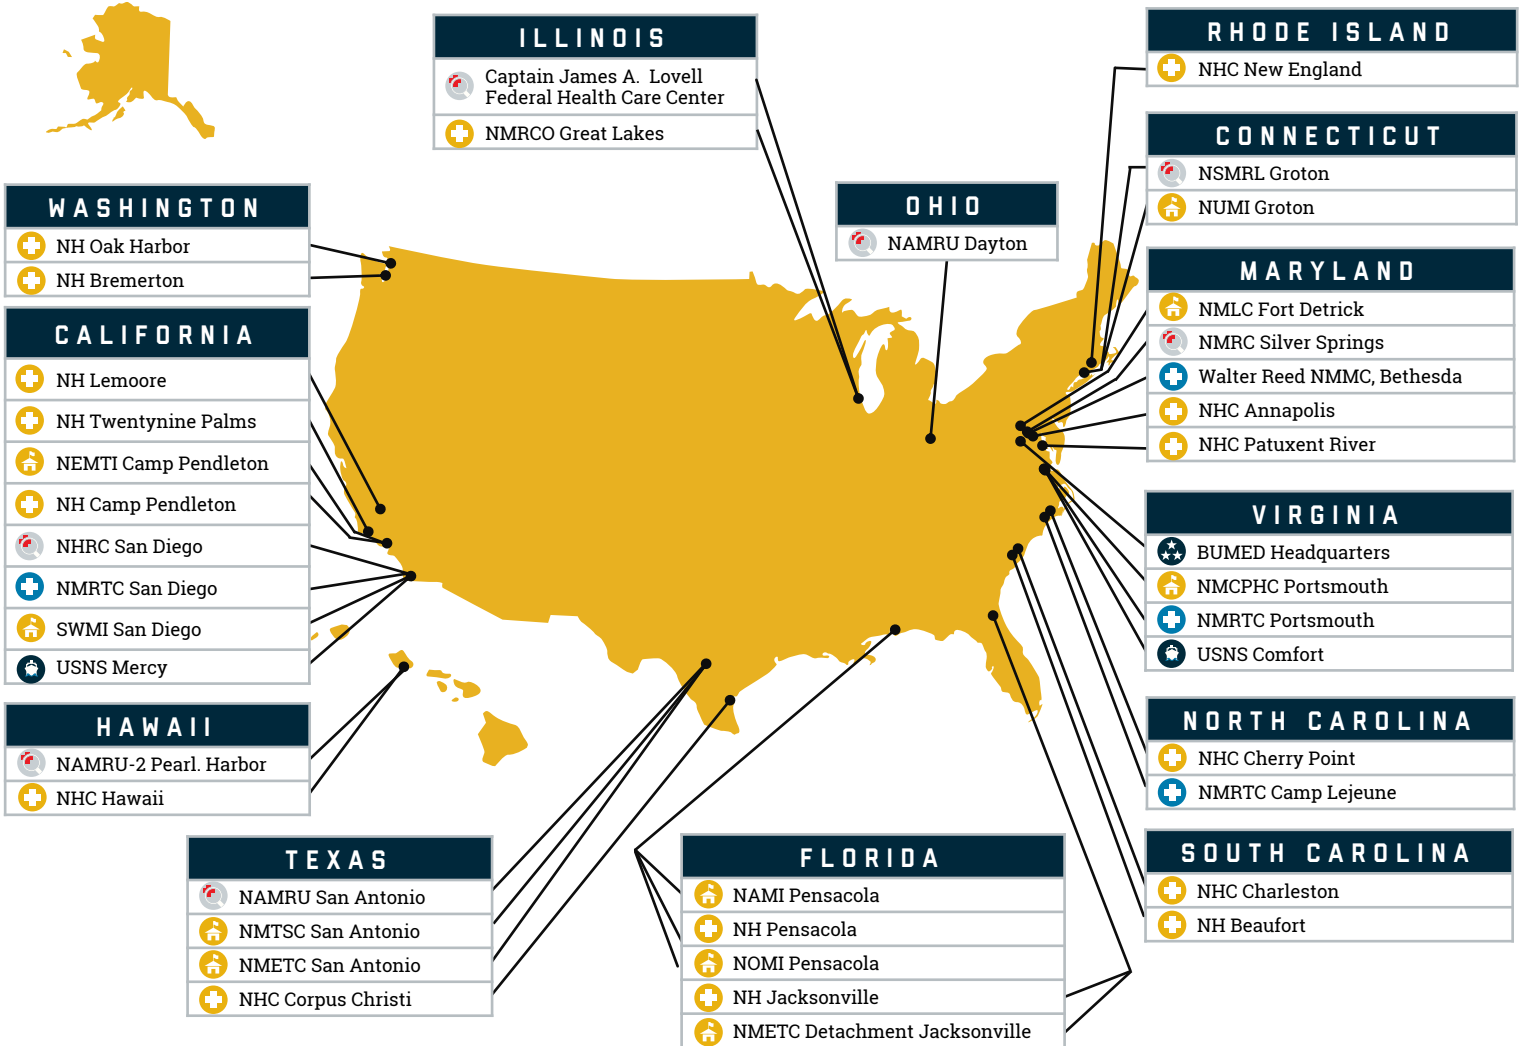 ILLINOIS
Captain James A. Lovell
Federal Health Care Center
NMRCO Great Lakes
RHODE ISLAND
NHC New England
CONNECTICUT
NSMRL Groton
NUMI Groton
WASHINGTON
NH Oak Harbor
NH Bremerton
OHIO
NAMRU Dayton
MARYLAND
NMLC Fort Detrick
NMRC Silver Springs
Walter Reed NMMC, Bethesda
NHC Annapolis
NHC Patuxent River
CALIFORNIA
NH Lemoore
NH Twentynine Palms
NEMTI Camp Pendleton
NH Camp Pendleton
NHRC San Diego
NMRTC San Diego
SWMI San Diego
USNS Mercy
VIRGINIA
BUMED Headquarters
NMCPHC Portsmouth
NMRTC Portsmouth
USNS Comfort
HAWAII
NAMRU-2 Pearl. Harbor
NHC Hawaii
NORTH CAROLINA
NHC Cherry Point
NMRTC Camp Lejeune
TEXAS
NAMRU San Antonio
NMTSC San Antonio
NMETC San Antonio
NHC Corpus Christi
FLORIDA
NAMI Pensacola
NH Pensacola
NOMI Pensacola
NH Jacksonville
NMETC Detachment Jacksonville
SOUTH CAROLINA
NHC Charleston
NH Beaufort